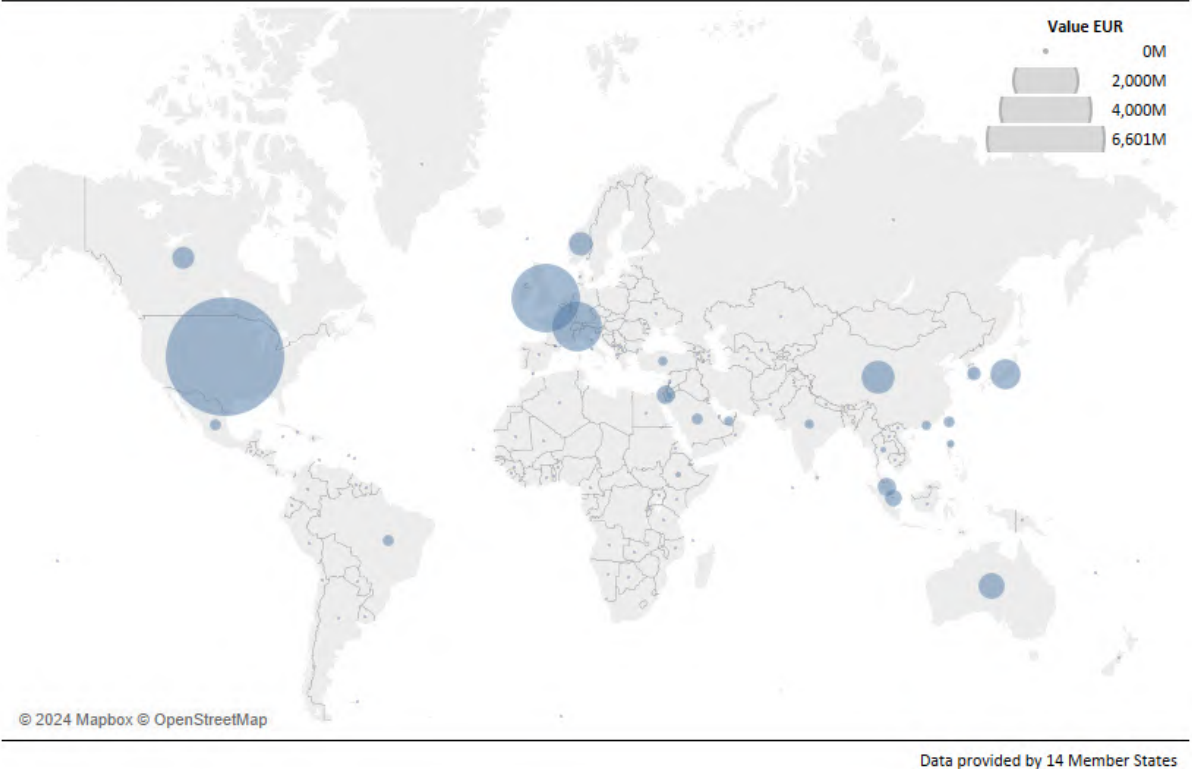 Value EUR
0M
2,000M
4,000M
6,601M
© 2024 Mapbox © OpenStreetMap
Data provided by 14 Member States